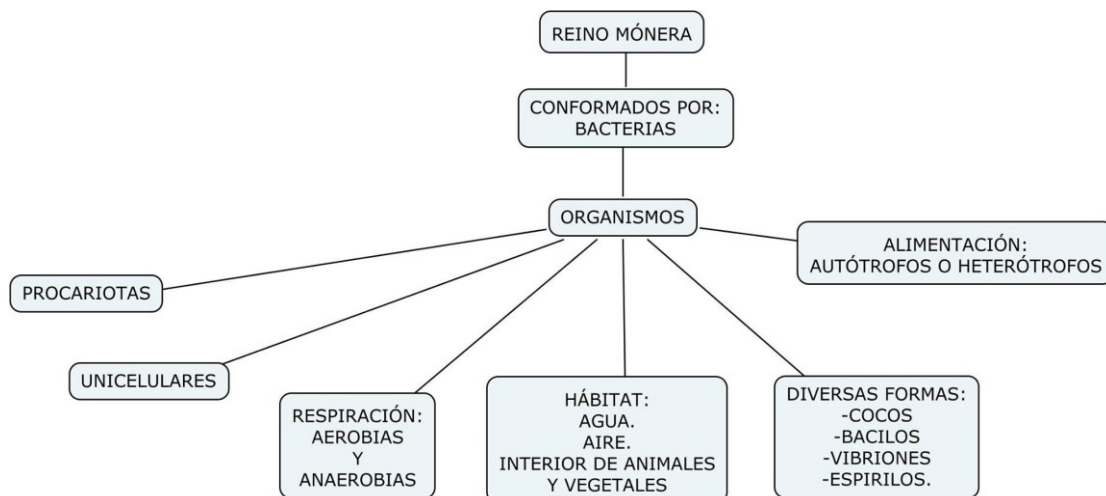 REINO MÓNERA
CONFORMADOS POR:
BACTERIAS
ORGANISMOS
ALIMENTACIÓN:
AUTÓTROFOS O HETERÓTROFOS
PROCARIOTAS
UNICELULARES
RESPIRACIÓN:
AEROBIAS
Y
ANAEROBIAS
HÁBITAT:
AGUA.
AIRE.
INTERIOR DE ANIMALES
Y VEGETALES
DIVERSAS FORMAS:
-COCOS
-BACILOS
-VIBRIONES
-ESPIRILOS.